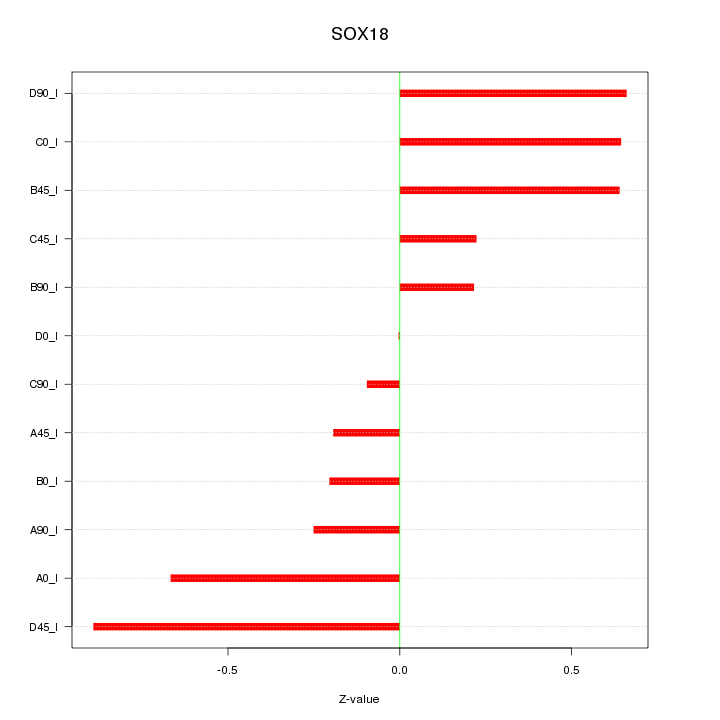 SOX18
D90_I
C0_I
B45_I
C45_I
B90_I
D0_I
C90_I
A45_I
B0_I
A90_I
A0_I
D45_I
-0.5 0.0 0.5
Z-value